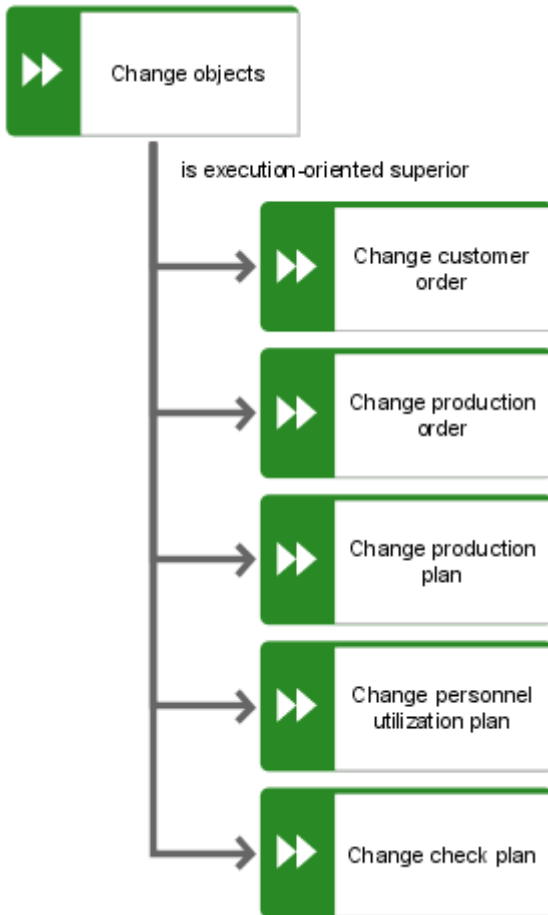 Change objects
is execution-oriented superior
Change customer
order
Change production
order
Change production
plan
Change personnel
utilization plan
Change check plan